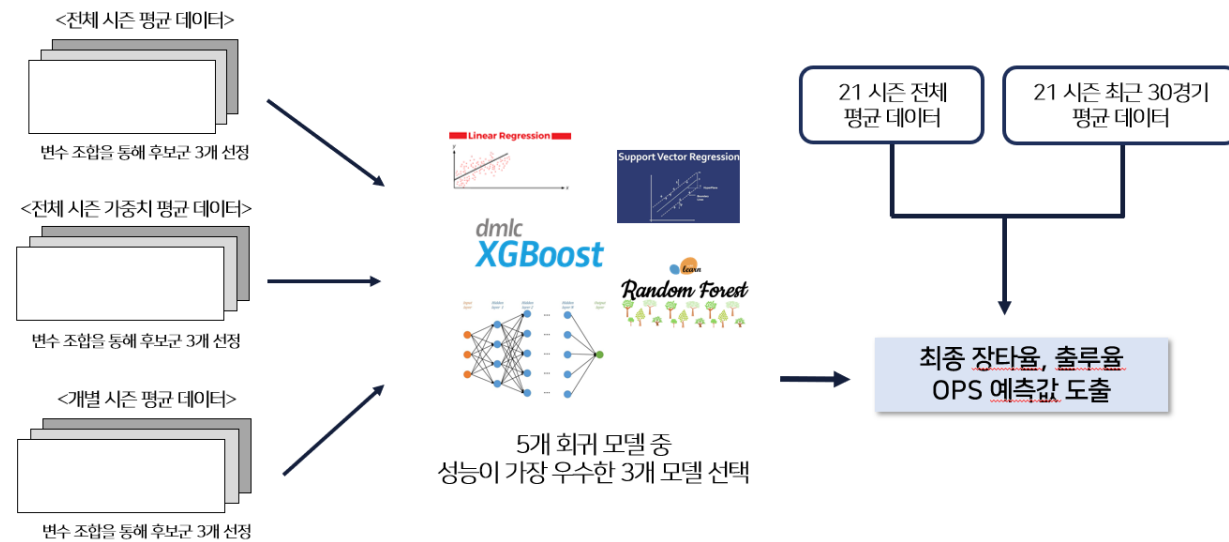 <전체 시즌 평균 데이터>
변수 조합을 통해 후보군 3개 선정
<전체 시즌 가중치 평균 데이터>
변수 조합을 통해 후보군 3개 선정
<개별 시즌 평균 데이터>
변수 조합을 통해 후보군 3개 선정
Linear Regression
y
x
Support Vector Regression
dmlc
XGBoost
learn
Random Forest
5개 회귀 모델 중
성능이 가장 우수한 3개 모델 선택
21 시즌 전체
평균 데이터
21 시즌 최근 30경기
평균 데이터
최종 장타율, 출루율
OPS 예측값 도출